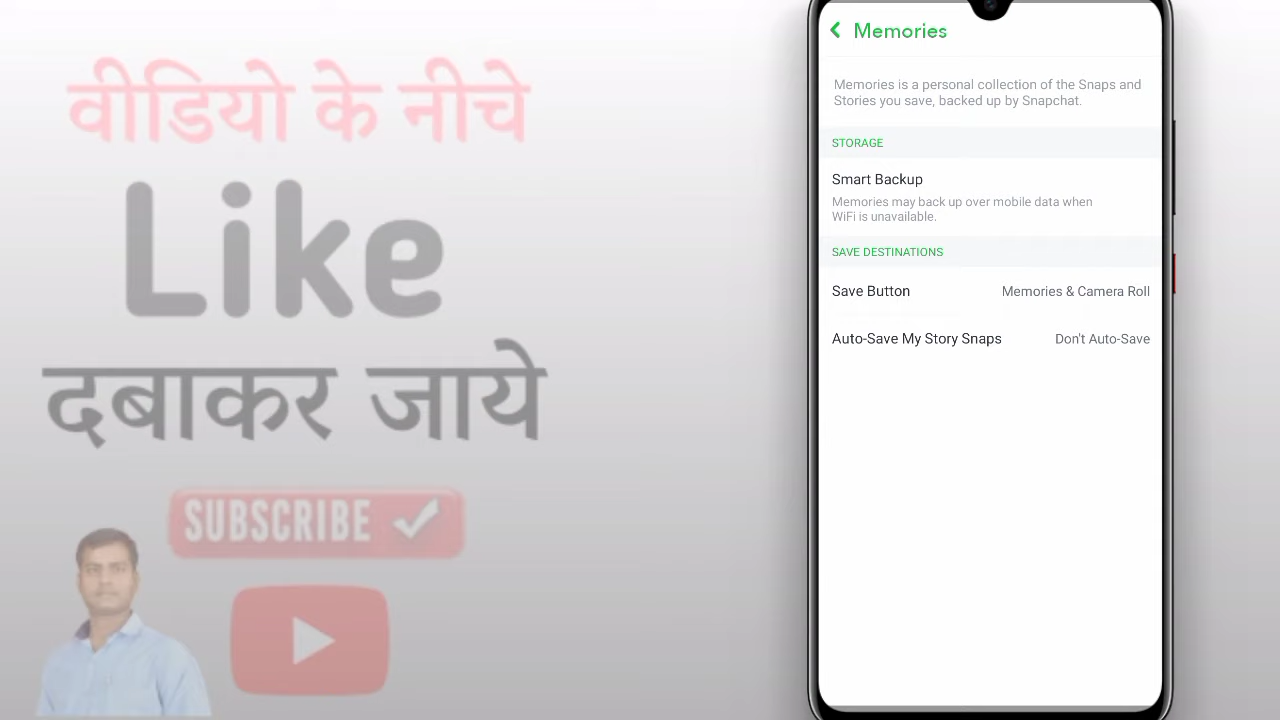 वीडियो के नीचे
Like
दबाकर जाये
SUBSCRIBE
Memories
Memories is a personal collection of the Snaps and
Stories you save, backed up by Snapchat.
STORAGE
Smart Backup
Memories may back up over mobile data when
WiFi is unavailable.
SAVE DESTINATIONS
Save Button Memories & Camera Roll
Auto-Save My Story Snaps Don't Auto-Save